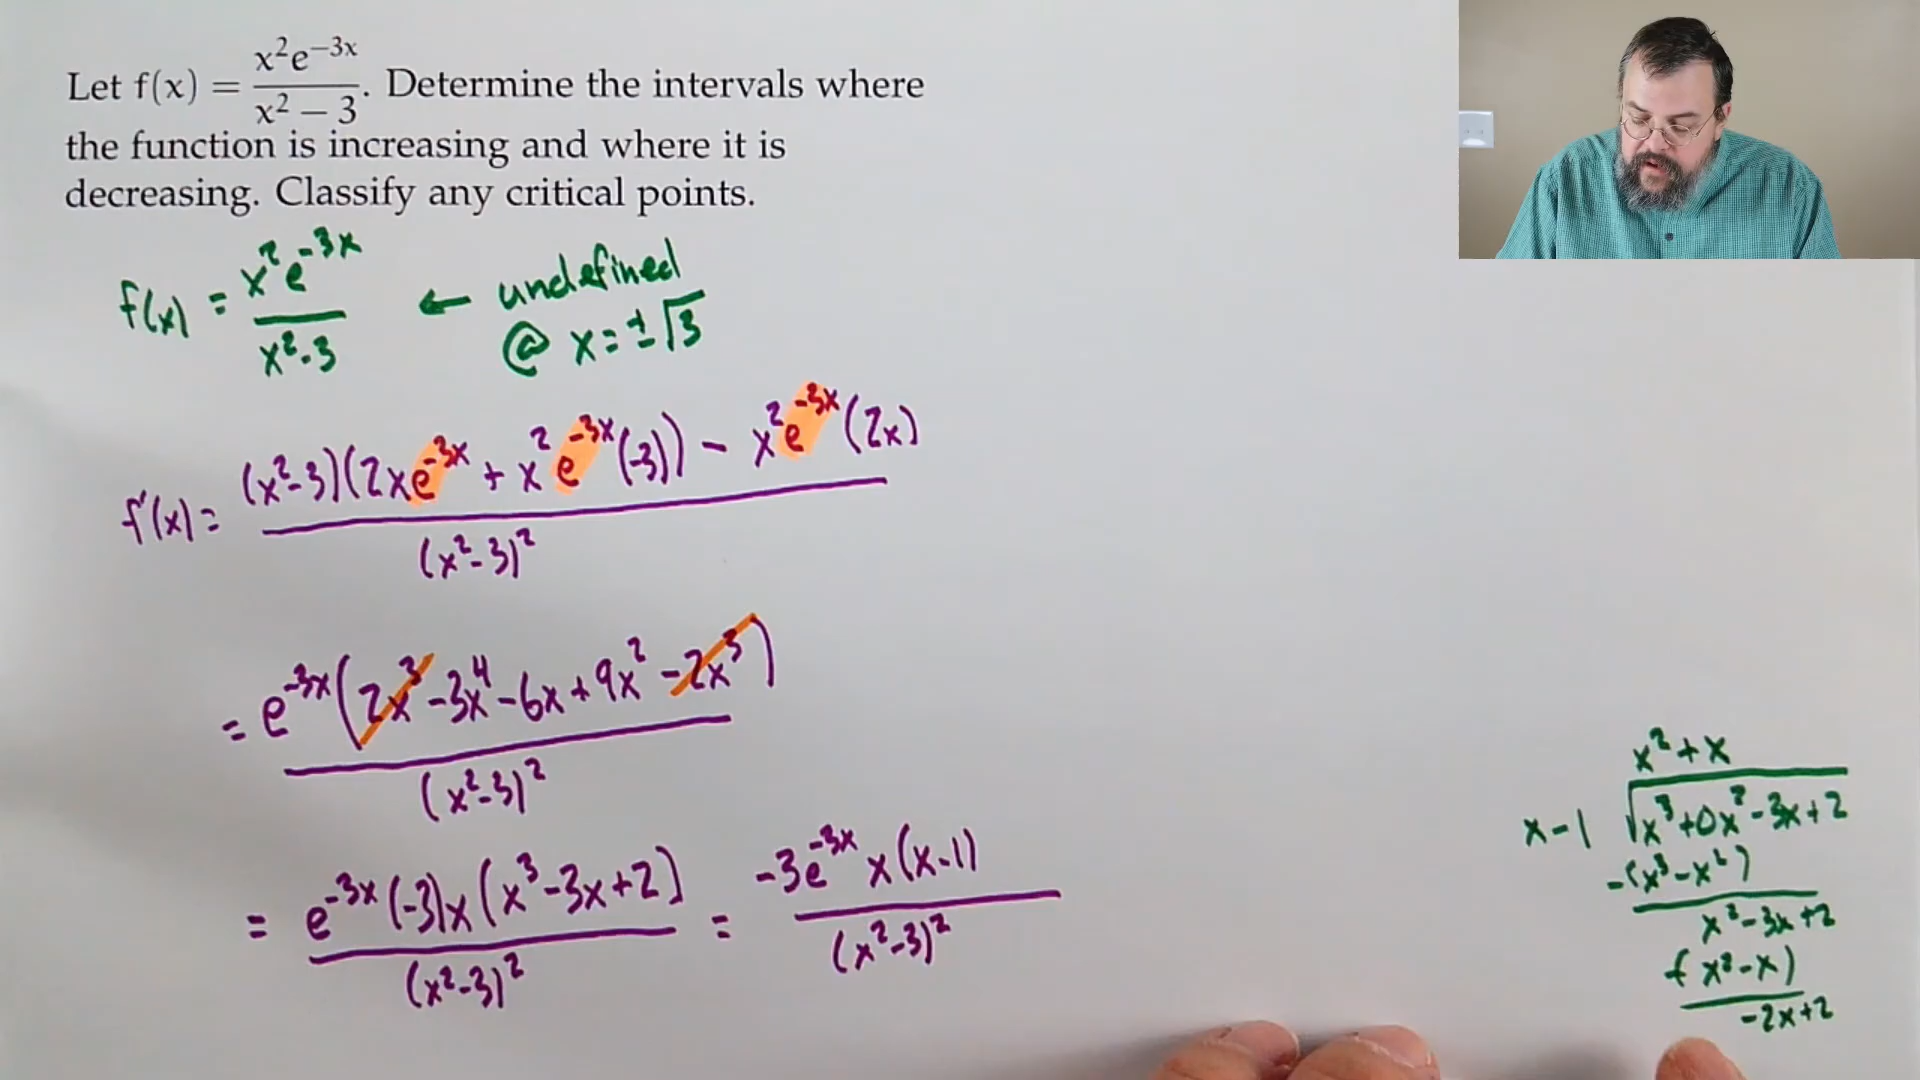 Let f(x) = x²e⁻³ˣ / x² − 3. Determine the intervals where
the function is increasing and where it is
decreasing. Classify any critical points.
f(x) = x²e⁻³ˣ / x²-3 ← undefined
@ x=±√3
f'(x) = (x²-3)(2xe⁻³ˣ + x²e⁻³ˣ(-3)) - x²e⁻³ˣ(2x) / (x²-3)²
= e⁻³ˣ(2x³-3x⁴-6x+9x²-2x³) / (x²-3)²
= e⁻³ˣ(-3)x(x³-3x+2) / (x²-3)² = -3e⁻³ˣ x(x-1) / (x²-3)²
x²+x
x-1 √x³+0x²-3x+2
-(x³-x²)
x²-3x+2
-(x²-x)
-2x+2